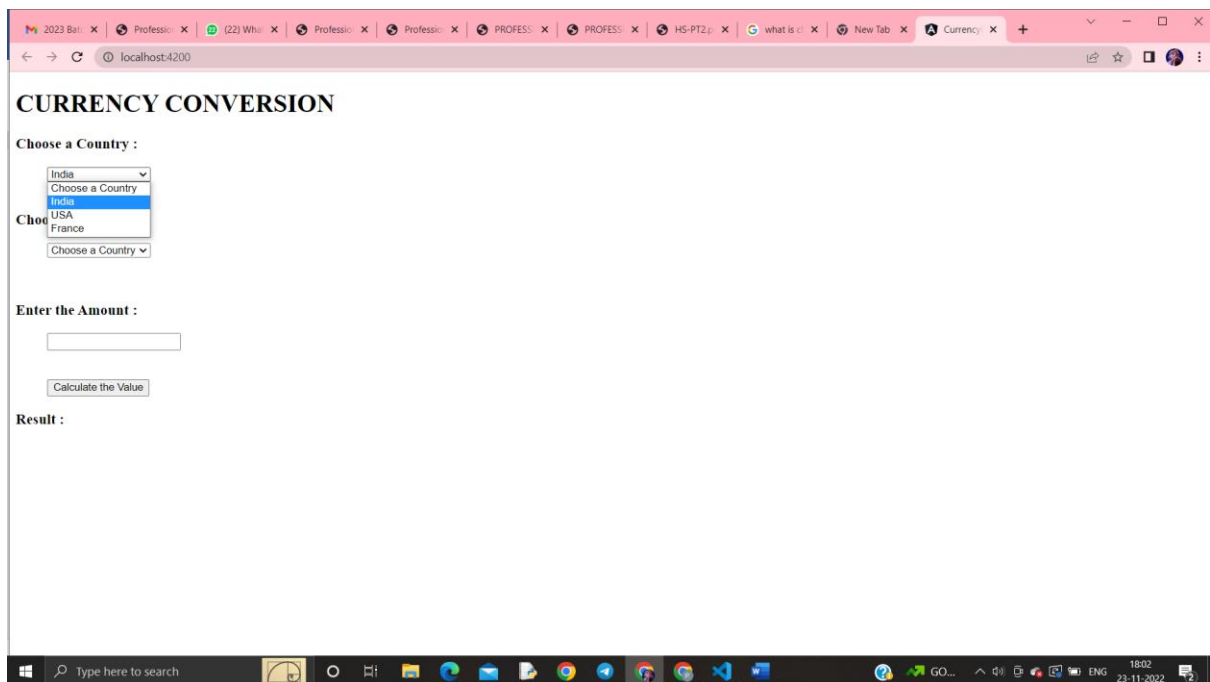 2023 Bat
Professio
(22) Wha
Professio
Professio
PROFESS
PROFESS
HS-PT2.p
what is c
New Tab
Currency
localhost:4200
CURRENCY CONVERSION
Choose a Country :
India
Choose a Country
India
USA
France
Choo
Choose a Country
Enter the Amount :
Calculate the Value
Result :
Type here to search
GO...
ENG
18:02
23-11-2022